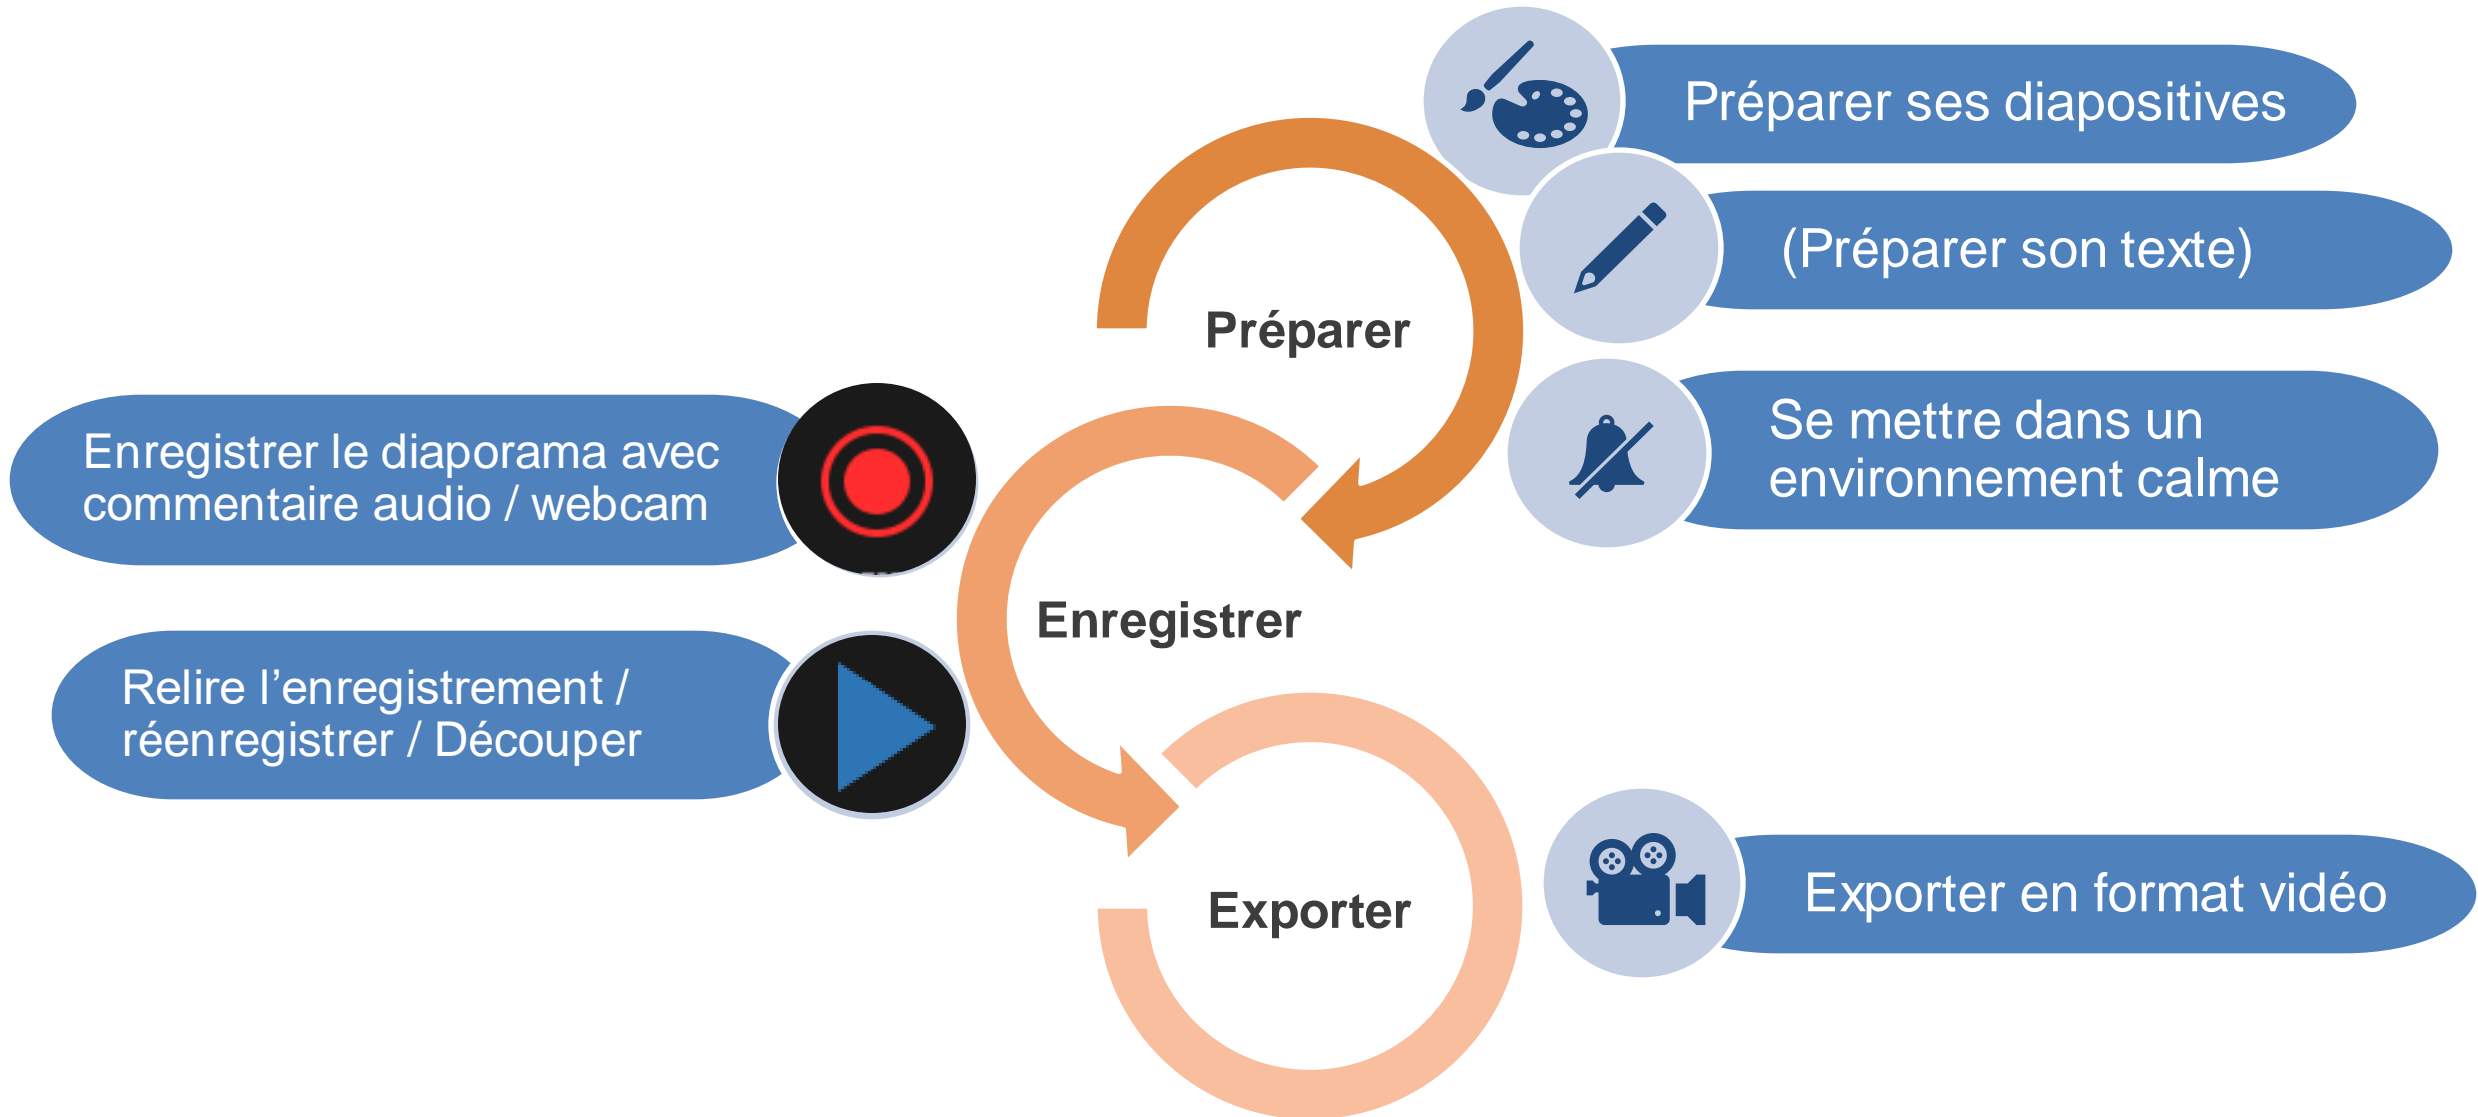 Préparer ses diapositives
(Préparer son texte)
Préparer
Se mettre dans un
environnement calme
Enregistrer le diaporama avec
commentaire audio / webcam
Enregistrer
Relire l’enregistrement /
réenregistrer / Découper
Exporter
Exporter en format vidéo